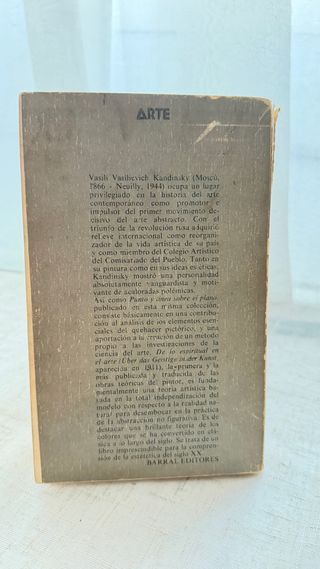 ARTE
Vasili Vasilievich Kandinsky (Moscú,
1866 - Neuilly, 1944) ocupa un lugar
privilegiado en la historia del arte
contemporáneo como promotor e
impulsor del primer movimiento de-
cisivo del arte abstracto. Con el
triunfo de la revolución rusa adquirió
relieve internacional como reorgani-
zador de la vida artística de su país
y como miembro del Colegio Artístico
del Comisariado del Pueblo. Tanto en
su pintura como en sus ideas estéticas,
Kandinsky mostró una personalidad
absolutamente vanguardista y moti-
vante de acaloradas polémicas.
Así como Punto y línea sobre el plano,
publicado en esta misma colección,
consiste básicamente en una contribu-
ción al análisis de los elementos esen-
ciales del quehacer pictórico, y una
aportación a la creación de un método
propio a las investigaciones de la
ciencia del arte, De lo espiritual en
el arte (Über das Geistige in der Kunst,
aparecida en 1911), la primera y la
más publicada y traducida de las
obras teóricas del pintor, es funda-
mentalmente una teoría artística ba-
sada en la total independización del
modelo con respecto a la realidad na-
tural para desembocar en la práctica
de la abstracción no figurativa. Es de
destacar una brillante teoría de los
colores que se ha convertido en clá-
sica a lo largo del siglo. Se trata de un
libro imprescindible para la compren-
sión de la estética del siglo XX.
BARRAL EDITORES